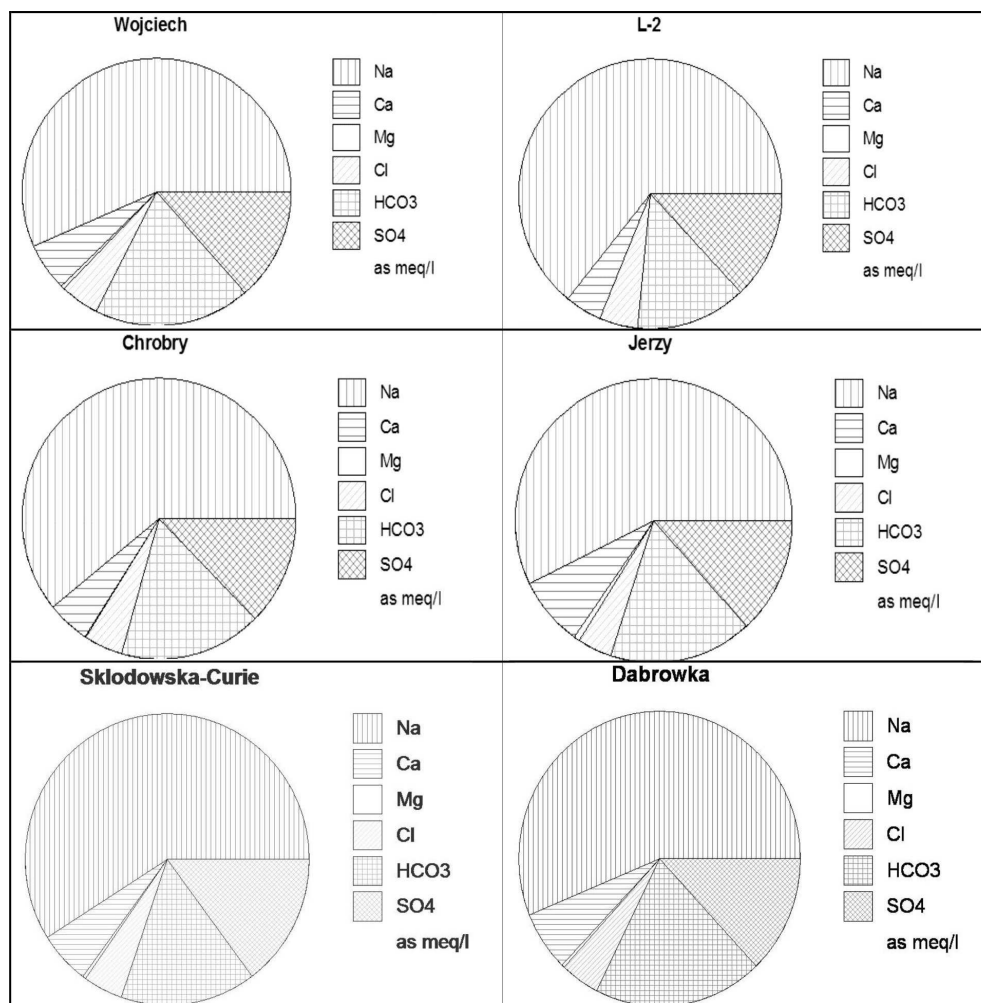 Wojciech
Na
Ca
Mg
Cl
HCO3
SO4
as meq/l
L-2
Na
Ca
Mg
Cl
HCO3
SO4
as meq/l
Chrobry
Na
Ca
Mg
Cl
HCO3
SO4
as meq/l
Jerzy
Na
Ca
Mg
Cl
HCO3
SO4
as meq/l
Sklodowska-Curie
Na
Ca
Mg
Cl
HCO3
SO4
as meq/l
Dabrowka
Na
Ca
Mg
Cl
HCO3
SO4
as meq/l